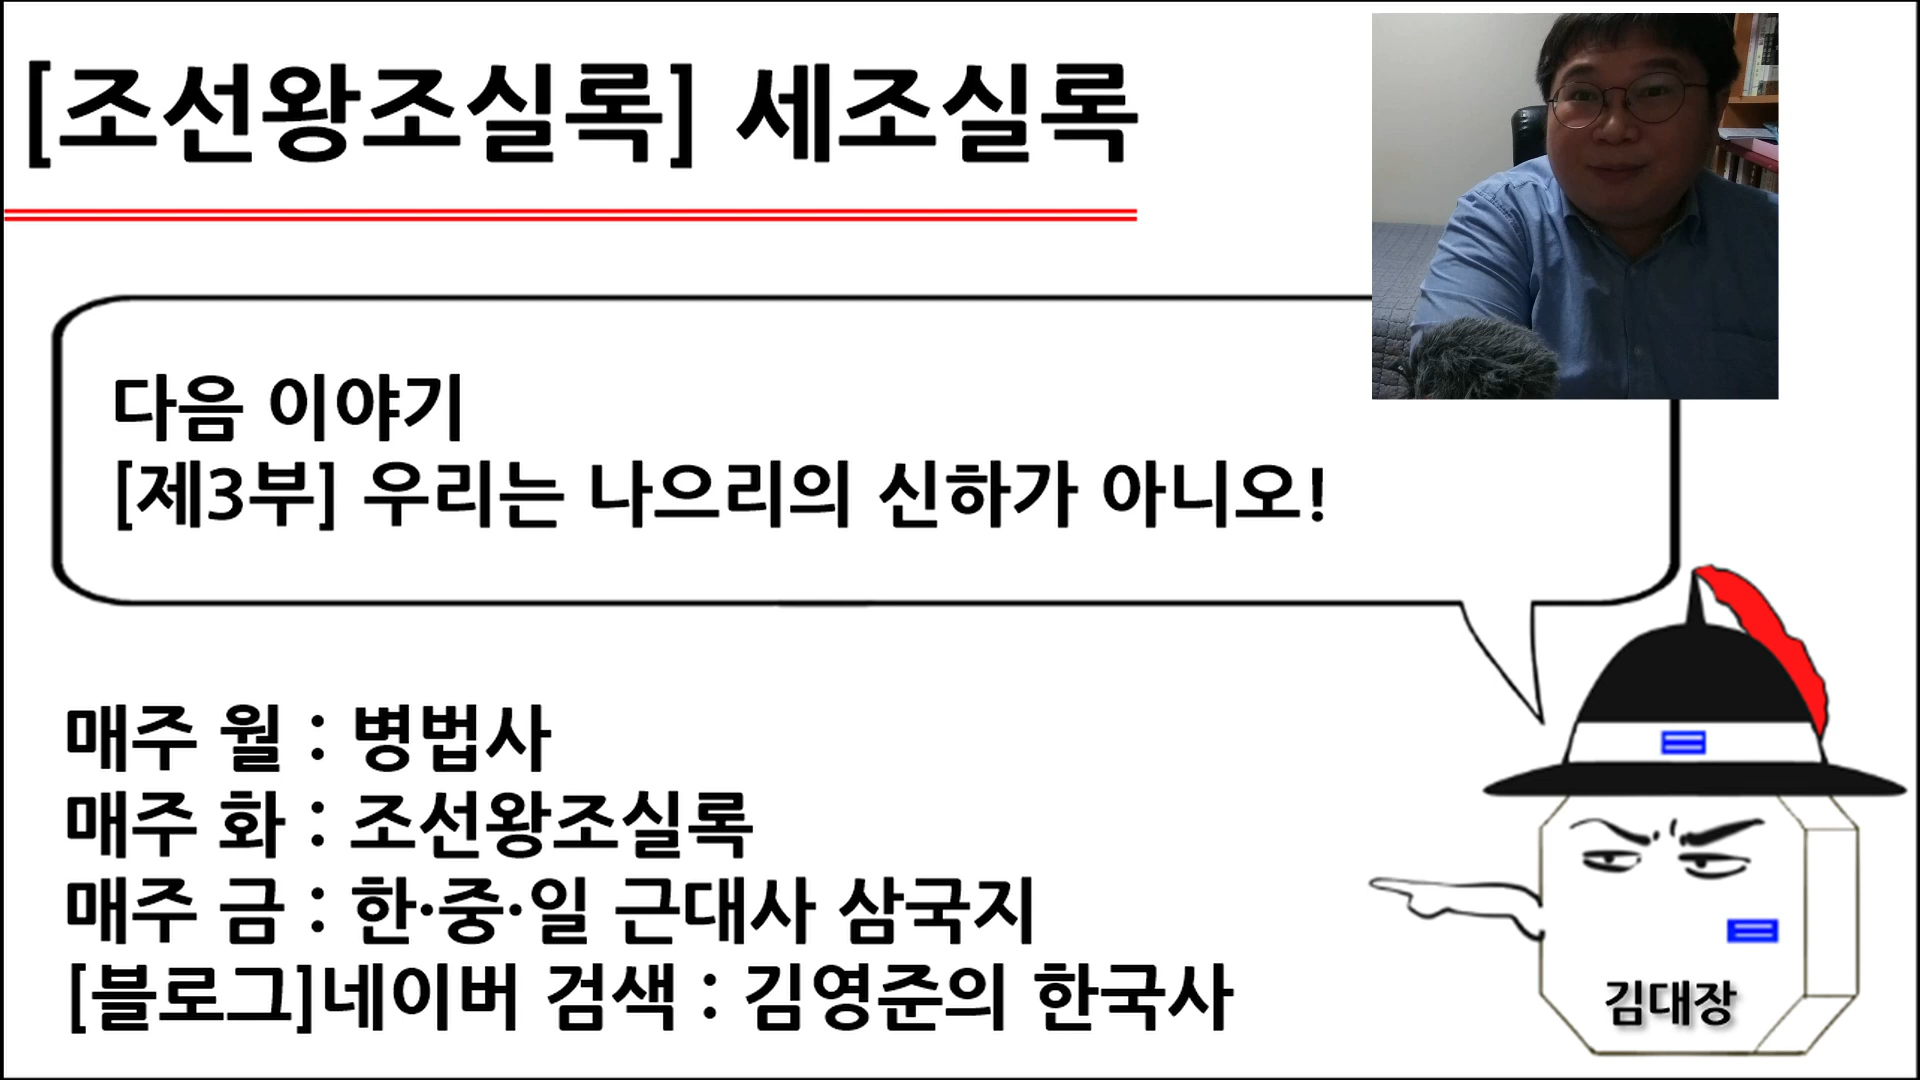 [조선왕조실록] 세조실록
다음 이야기
[제3부] 우리는 나으리의 신하가 아니오!
매주 월 : 병법사
매주 화 : 조선왕조실록
매주 금 : 한·중·일 근대사 삼국지
[블로그]네이버 검색 : 김영준의 한국사
김대장